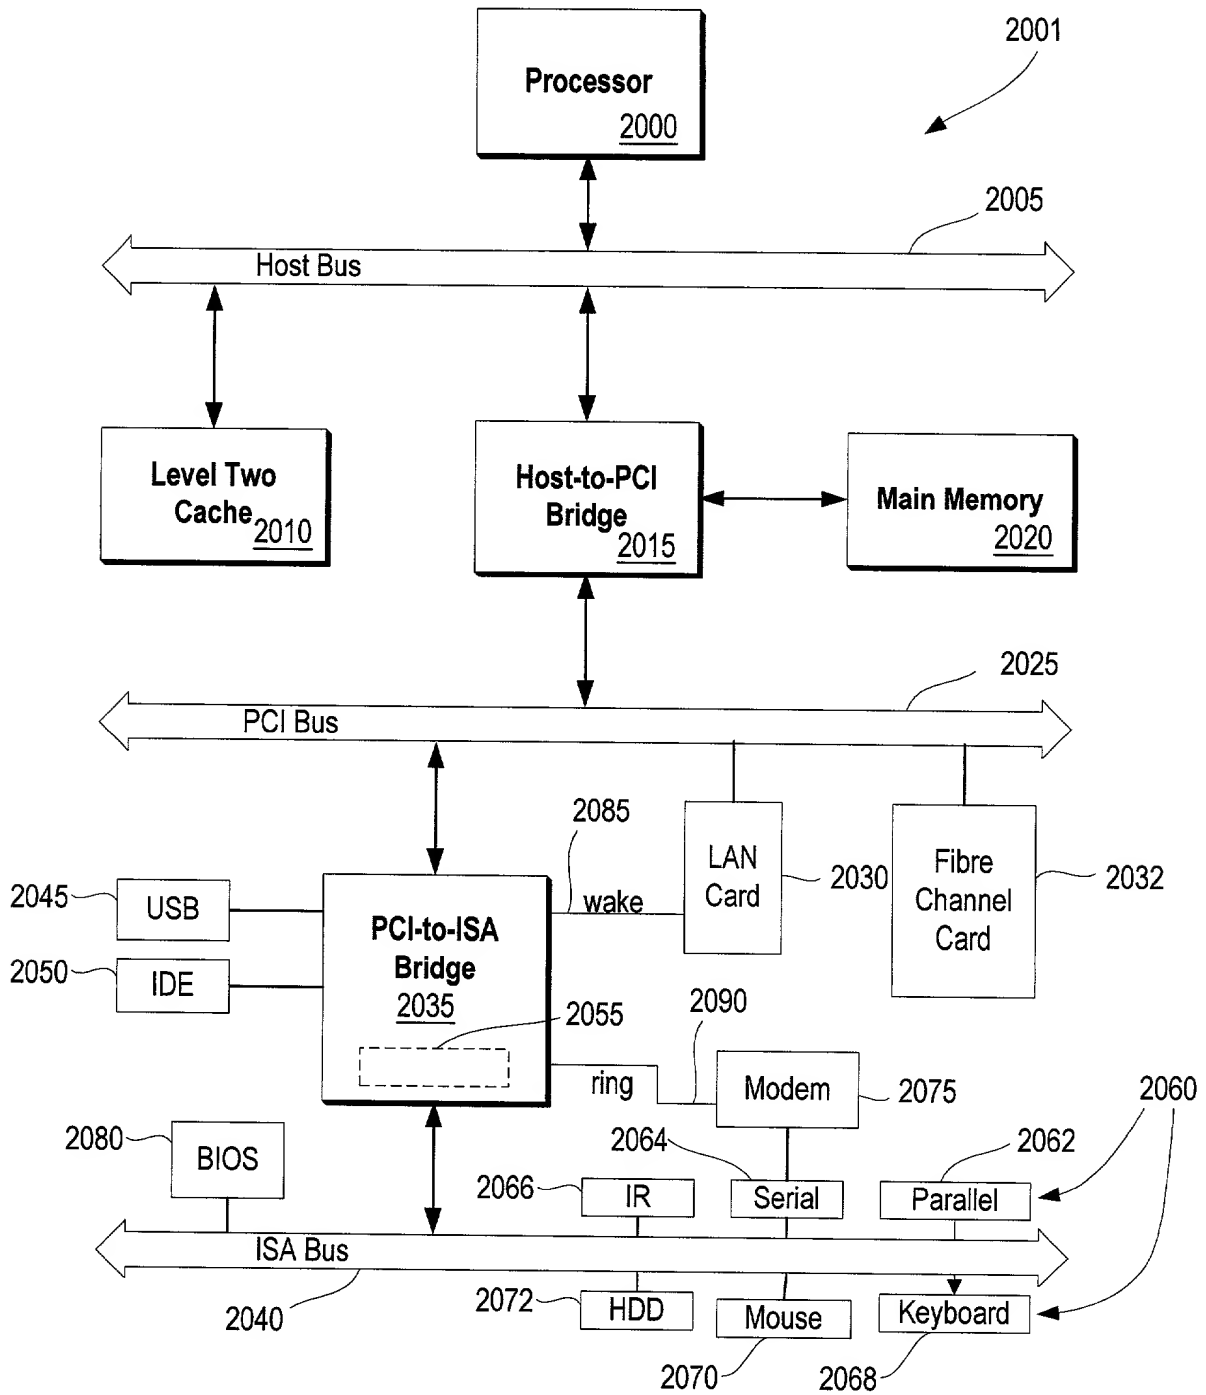 2001
Processor
2000
2005
Host Bus
Level Two
Cache
2010
Host-to-PCI
Bridge
2015
Main Memory
2020
2025
PCI Bus
2085
wake
LAN
Card
2030
Fibre
Channel
Card
2032
2045
USB
2050
IDE
PCI-to-ISA
Bridge
2035
2055
2090
ring
Modem
2075
2060
2080
BIOS
2064
2062
2066
IR
Serial
Parallel
ISA Bus
2040
2072
HDD
Mouse
Keyboard
2070
2068